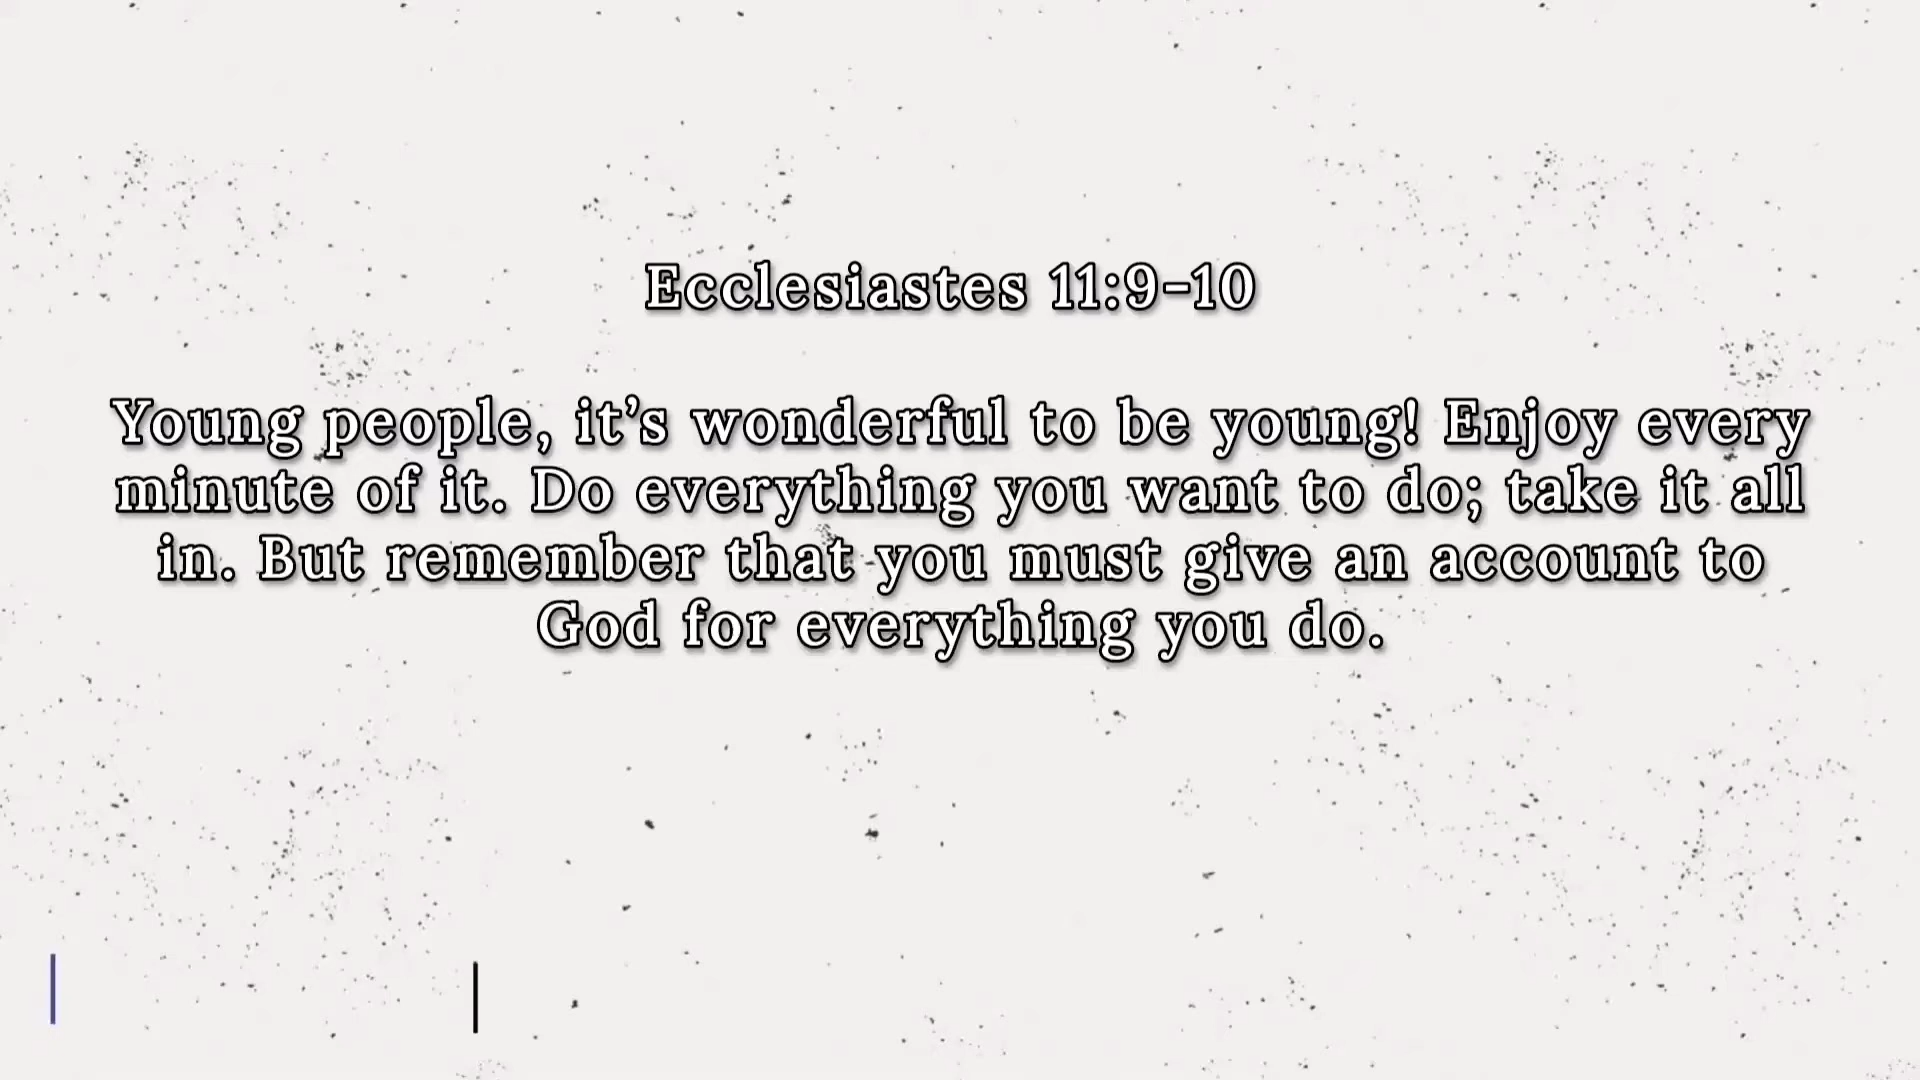 Ecclesiastes 11:9-10
Young people, it’s wonderful to be young! Enjoy every
minute of it. Do everything you want to do; take it all
in. But remember that you must give an account to
God for everything you do.